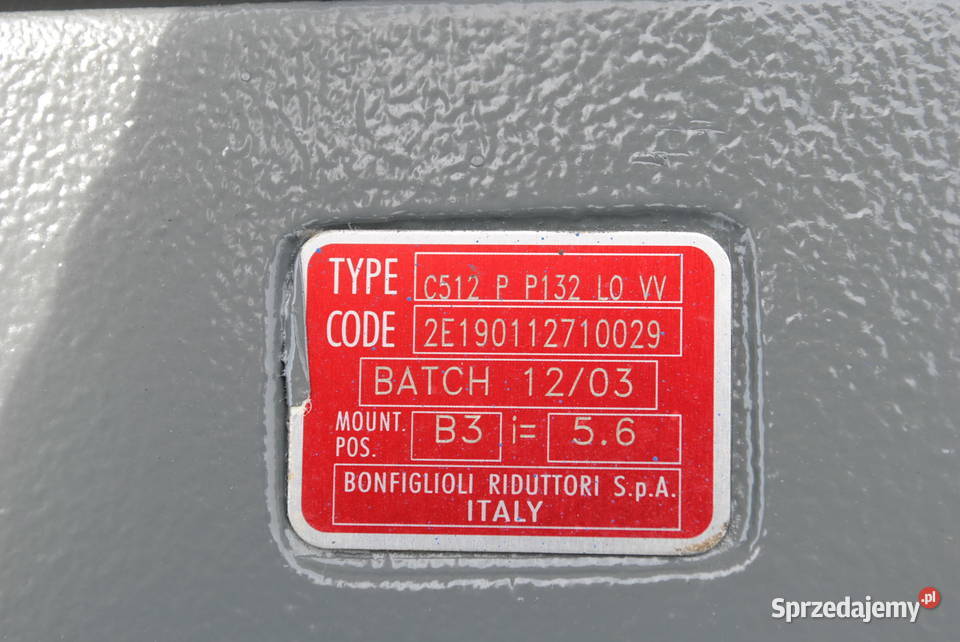 TYPE C512 P P132 LO VV
CODE 2E190112710029
BATCH 12/03
MOUNT. POS. B3 i= 5.6
BONFIGLIOLI RIDUTTORI S.p.A.
ITALY
Sprzedajemy.pl